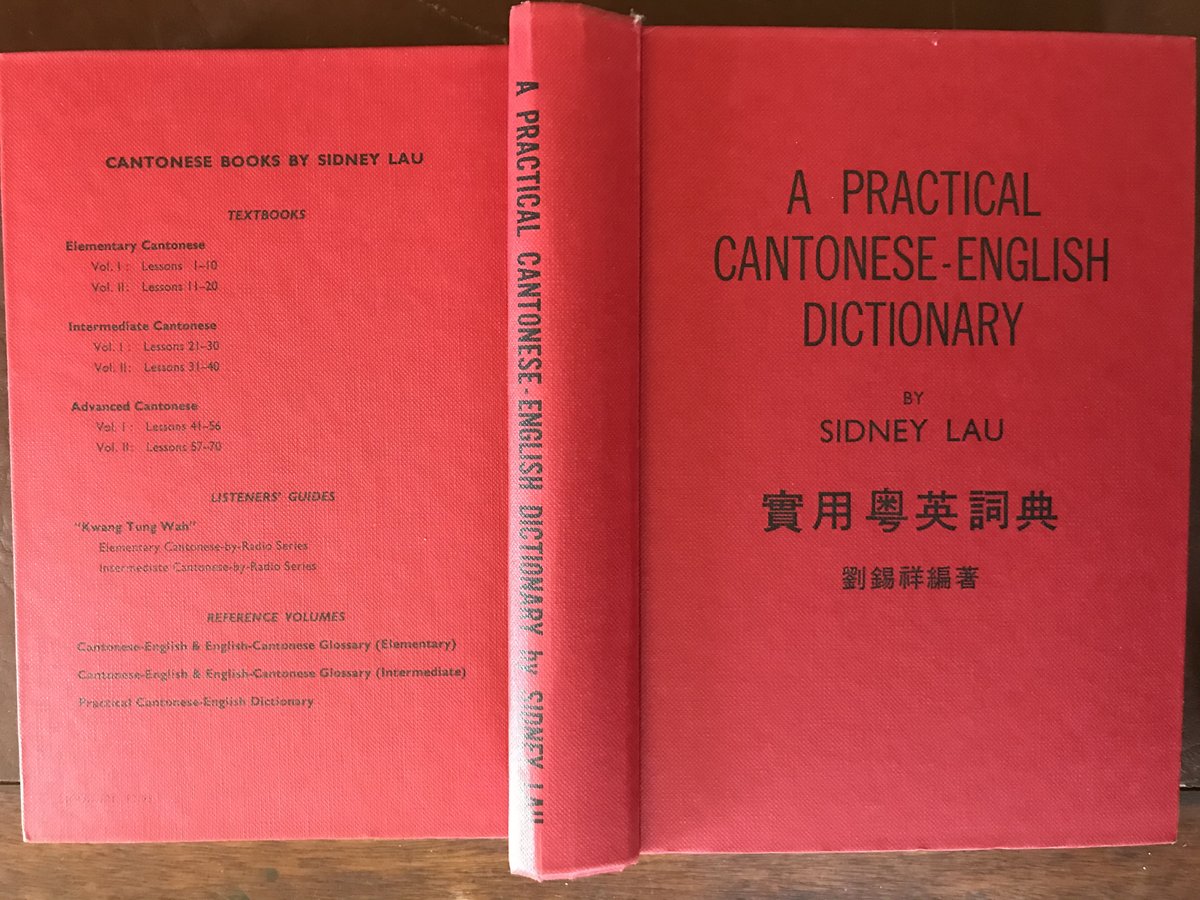 CANTONESE BOOKS BY SIDNEY LAU
TEXTBOOKS
Elementary Cantonese
Vol. I: Lessons 1–10
Vol. II: Lessons 11–20
Intermediate Cantonese
Vol. I: Lessons 21–30
Vol. II: Lessons 31–40
Advanced Cantonese
Vol. I: Lessons 41–56
Vol. II: Lessons 57–70
LISTENERS' GUIDES
"Kwang Tung Wah"
Elementary Cantonese-by-Radio Series
Intermediate Cantonese-by-Radio Series
REFERENCE VOLUMES
Cantonese-English & English-Cantonese Glossary (Elementary)
Cantonese-English & English-Cantonese Glossary (Intermediate)
Practical Cantonese-English Dictionary
A PRACTICAL CANTONESE-ENGLISH DICTIONARY by SIDNEY LAU
A PRACTICAL
CANTONESE-ENGLISH
DICTIONARY
BY
SIDNEY LAU
實用粵英詞典
劉錫祥編著